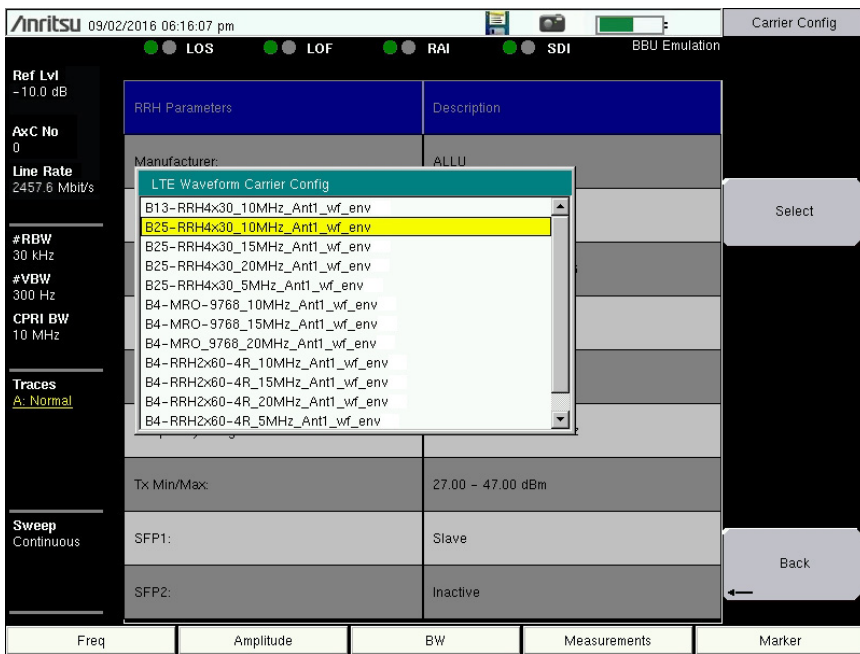 Anritsu 09/02/2016 06:16:07 pm
Carrier Config
LOS LOF RAI SDI BBU Emulation
Ref Lvl
-10.0 dB
AxC No
0
Line Rate
2457.6 Mbit/s
#RBW
30 kHz
#VBW
300 Hz
CPRI BW
10 MHz
Traces
A: Normal
Sweep
Continuous
RRH Parameters Description
Manufacturer: ALLU
LTE Waveform Carrier Config
B13-RRH4x30_10MHz_Ant1_wf_env
B25-RRH4x30_10MHz_Ant1_wf_env
B25-RRH4x30_15MHz_Ant1_wf_env
B25-RRH4x30_20MHz_Ant1_wf_env
B25-RRH4x30_5MHz_Ant1_wf_env
B4-MRO-9768_10MHz_Ant1_wf_env
B4-MRO-9768_15MHz_Ant1_wf_env
B4-MRO_9768_20MHz_Ant1_wf_env
B4-RRH2x60-4R_10MHz_Ant1_wf_env
B4-RRH2x60-4R_15MHz_Ant1_wf_env
B4-RRH2x60-4R_20MHz_Ant1_wf_env
B4-RRH2x60-4R_5MHz_Ant1_wf_env
Tx Min/Max: 27.00 - 47.00 dBm
SFP1: Slave
SFP2: Inactive
Select
Back
Freq Amplitude BW Measurements Marker